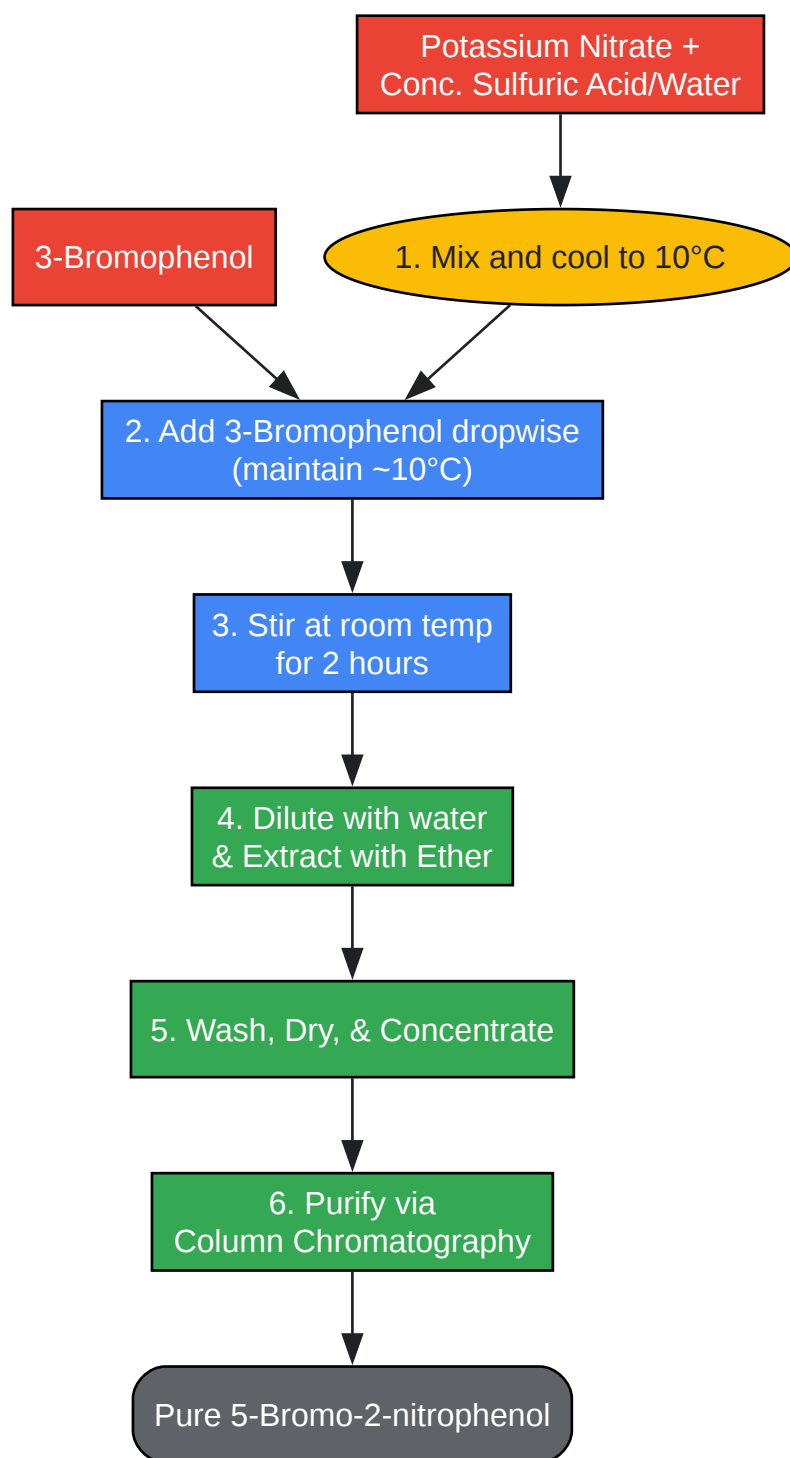 Potassium Nitrate +
Conc. Sulfuric Acid/Water
3-Bromophenol
1. Mix and cool to 10°C
2. Add 3-Bromophenol dropwise
(maintain ~10°C)
3. Stir at room temp
for 2 hours
4. Dilute with water
& Extract with Ether
5. Wash, Dry, & Concentrate
6. Purify via
Column Chromatography
Pure 5-Bromo-2-nitrophenol